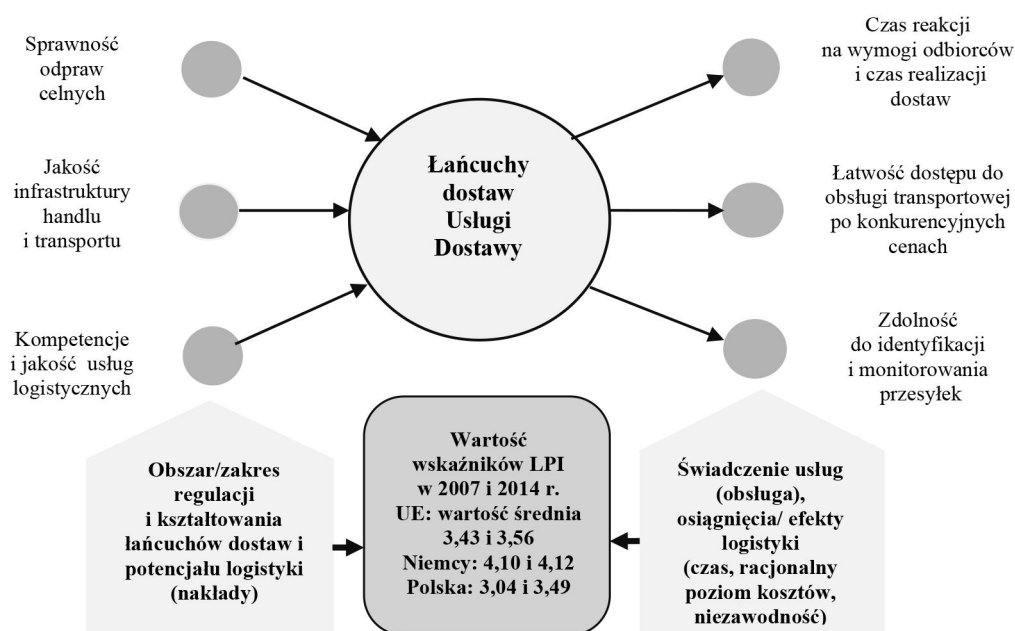 Sprawność
odpraw
celnych
Jakość
infrastruktury
handlu
i transportu
Kompetencje
i jakość usług
logistycznych
Łańcuchy
dostaw
Usługi
Dostawy
Czas reakcji
na wymogi odbiorców
i czas realizacji
dostaw
Łatwość dostępu do
obsługi transportowej
po konkurencyjnych
cenach
Zdolność
do identyfikacji
i monitorowania
przesyłek
Obszar/zakres
regulacji
i kształtowania
łańcuchów dostaw i
potencjału logistyki
(nakłady)
Wartość
wskaźników LPI
w 2007 i 2014 r.
UE: wartość średnia
3,43 i 3,56
Niemcy: 4,10 i 4,12
Polska: 3,04 i 3,49
Świadczenie usług
(obsługa),
osiągnięcia/ efekty
logistyki
(czas, racjonalny
poziom kosztów,
niezawodność)